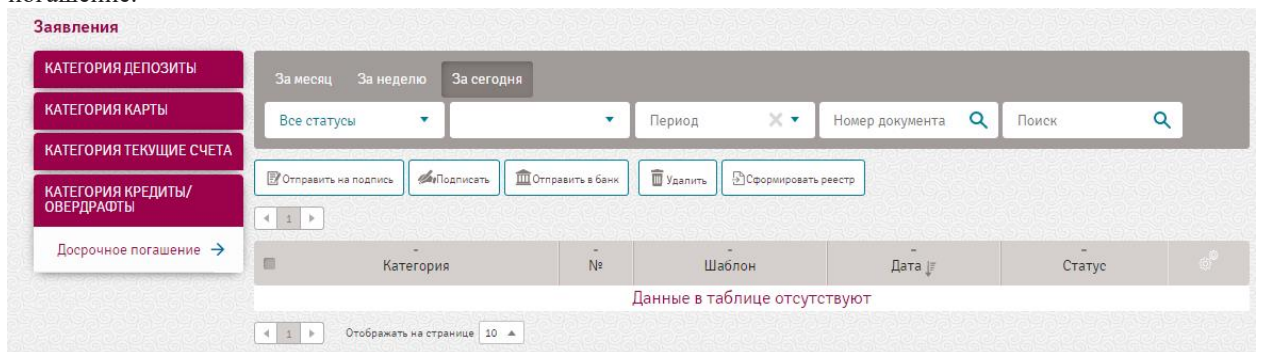 погашение.
Заявления
КАТЕГОРИЯ ДЕПОЗИТЫ
КАТЕГОРИЯ КАРТЫ
КАТЕГОРИЯ ТЕКУЩИЕ СЧЕТА
КАТЕГОРИЯ КРЕДИТЫ/
ОВЕРДРАФТЫ
Досрочное погашение →
За месяц За неделю За сегодня
Все статусы Период Номер документа Поиск
Отправить на подпись Подписать Отправить в банк Удалить Сформировать реестр
1
Категория № Шаблон Дата Статус
Данные в таблице отсутствуют
1 Отображать на странице 10